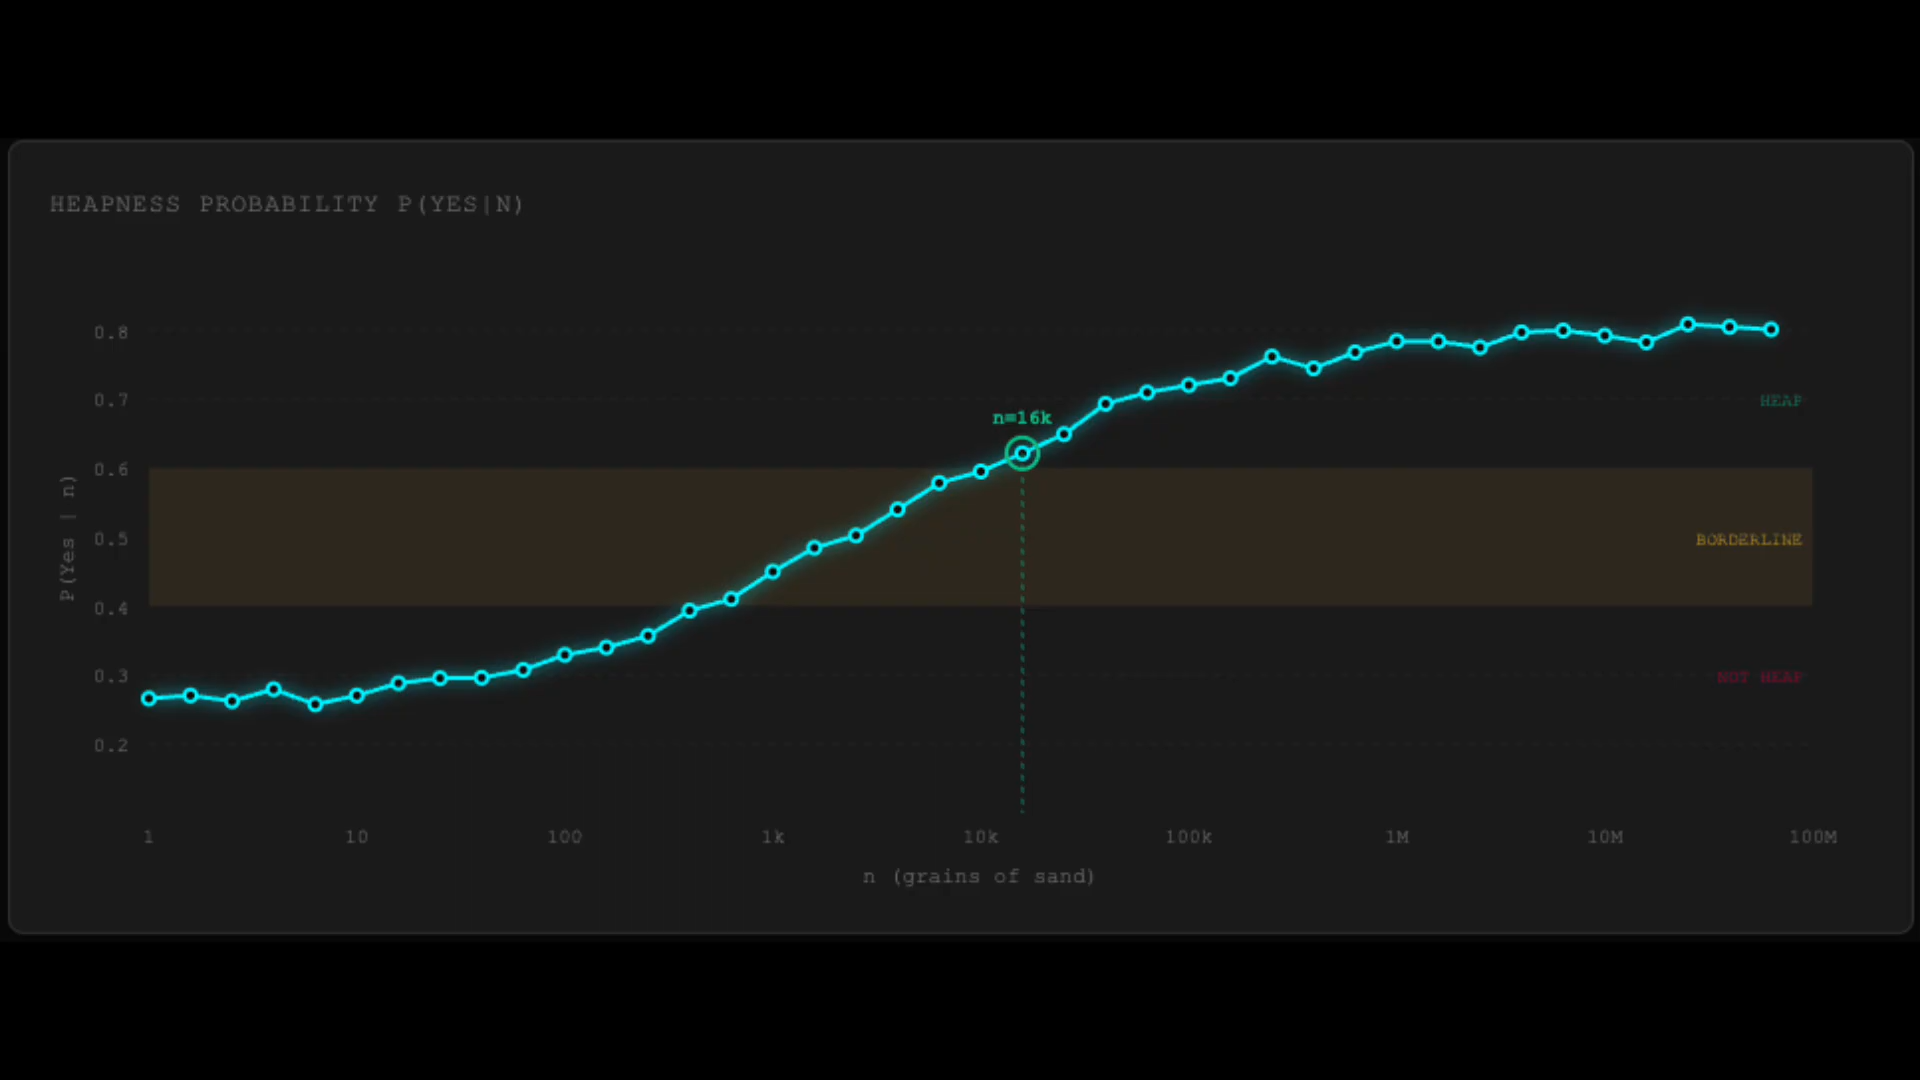 HEAPNESS PROBABILITY P(YES|N)
0.8
0.7
HEAP
n=16k
0.6
0.5
BORDERLINE
0.4
0.3
NOT HEAP
0.2
P(Yes | n)
1 10 100 1k 10k 100k 1M 10M 100M
n (grains of sand)